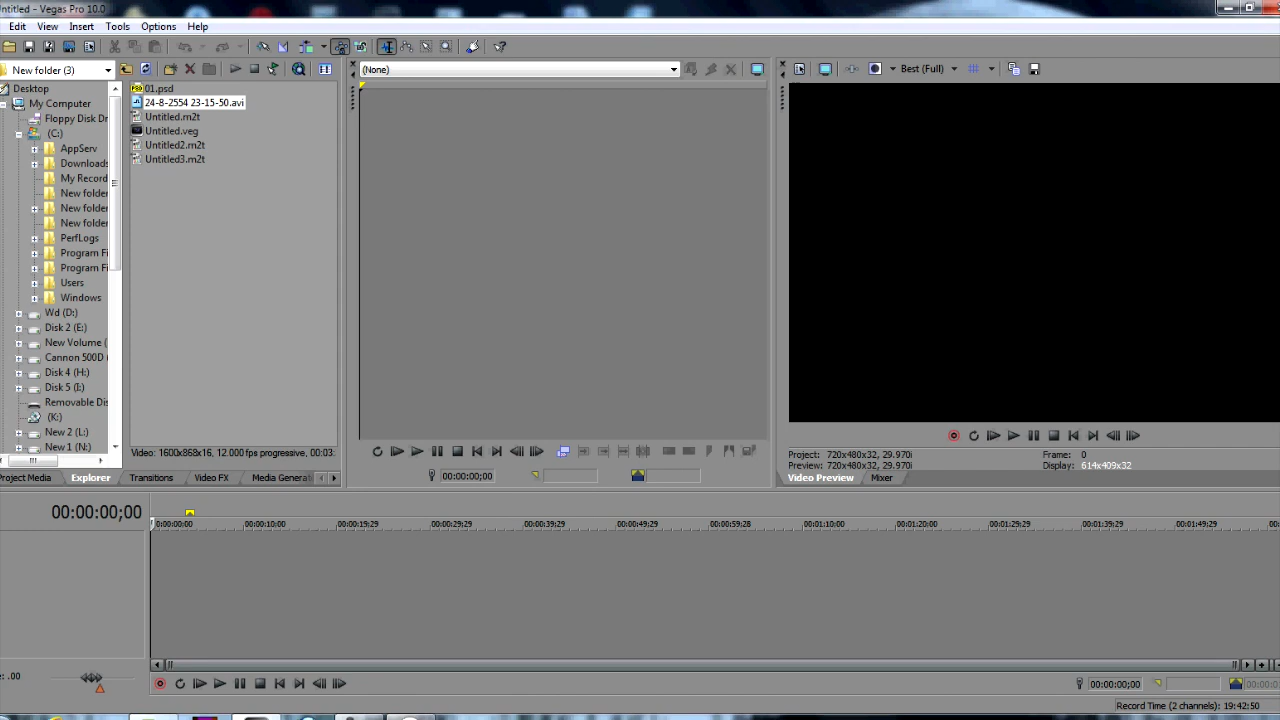 Untitled - Vegas Pro 10.0
Edit View Insert Tools Options Help
New folder (3)
(None)
Best (Full)
Desktop
My Computer
Floppy Disk Dr
(C:)
AppServ
Downloads
My Record
New folder
New folder
New folder
PerfLogs
Program Fi
Program Fi
Users
Windows
Wd (D:)
Disk 2 (E:)
New Volume (
Cannon 500D (
Disk 4 (H:)
Disk 5 (I:)
Removable Dis
(K:)
New 2 (L:)
New 1 (N:)
01.psd
24-8-2554 23-15-50.avi
Untitled.m2t
Untitled.veg
Untitled2.m2t
Untitled3.m2t
Video: 1600x868x16, 12.000 fps progressive, 00:03:
Project Media Explorer Transitions Video FX Media Generat
00:00:00;00
Project: 720x480x32, 29.970i Frame: 0
Preview: 720x480x32, 29.970i Display: 614x409x32
Video Preview Mixer
00:00:00;00
00:00:00:00 00:00:10:00 00:00:19:29 00:00:29:29 00:00:39:29 00:00:49:29 00:00:59:28 00:01:10:00 00:01:20:00 00:01:29:29 00:01:39:29 00:01:49:29 00:0
e: .00
00:00:00;00 00:00:0
Record Time (2 channels): 19:42:50